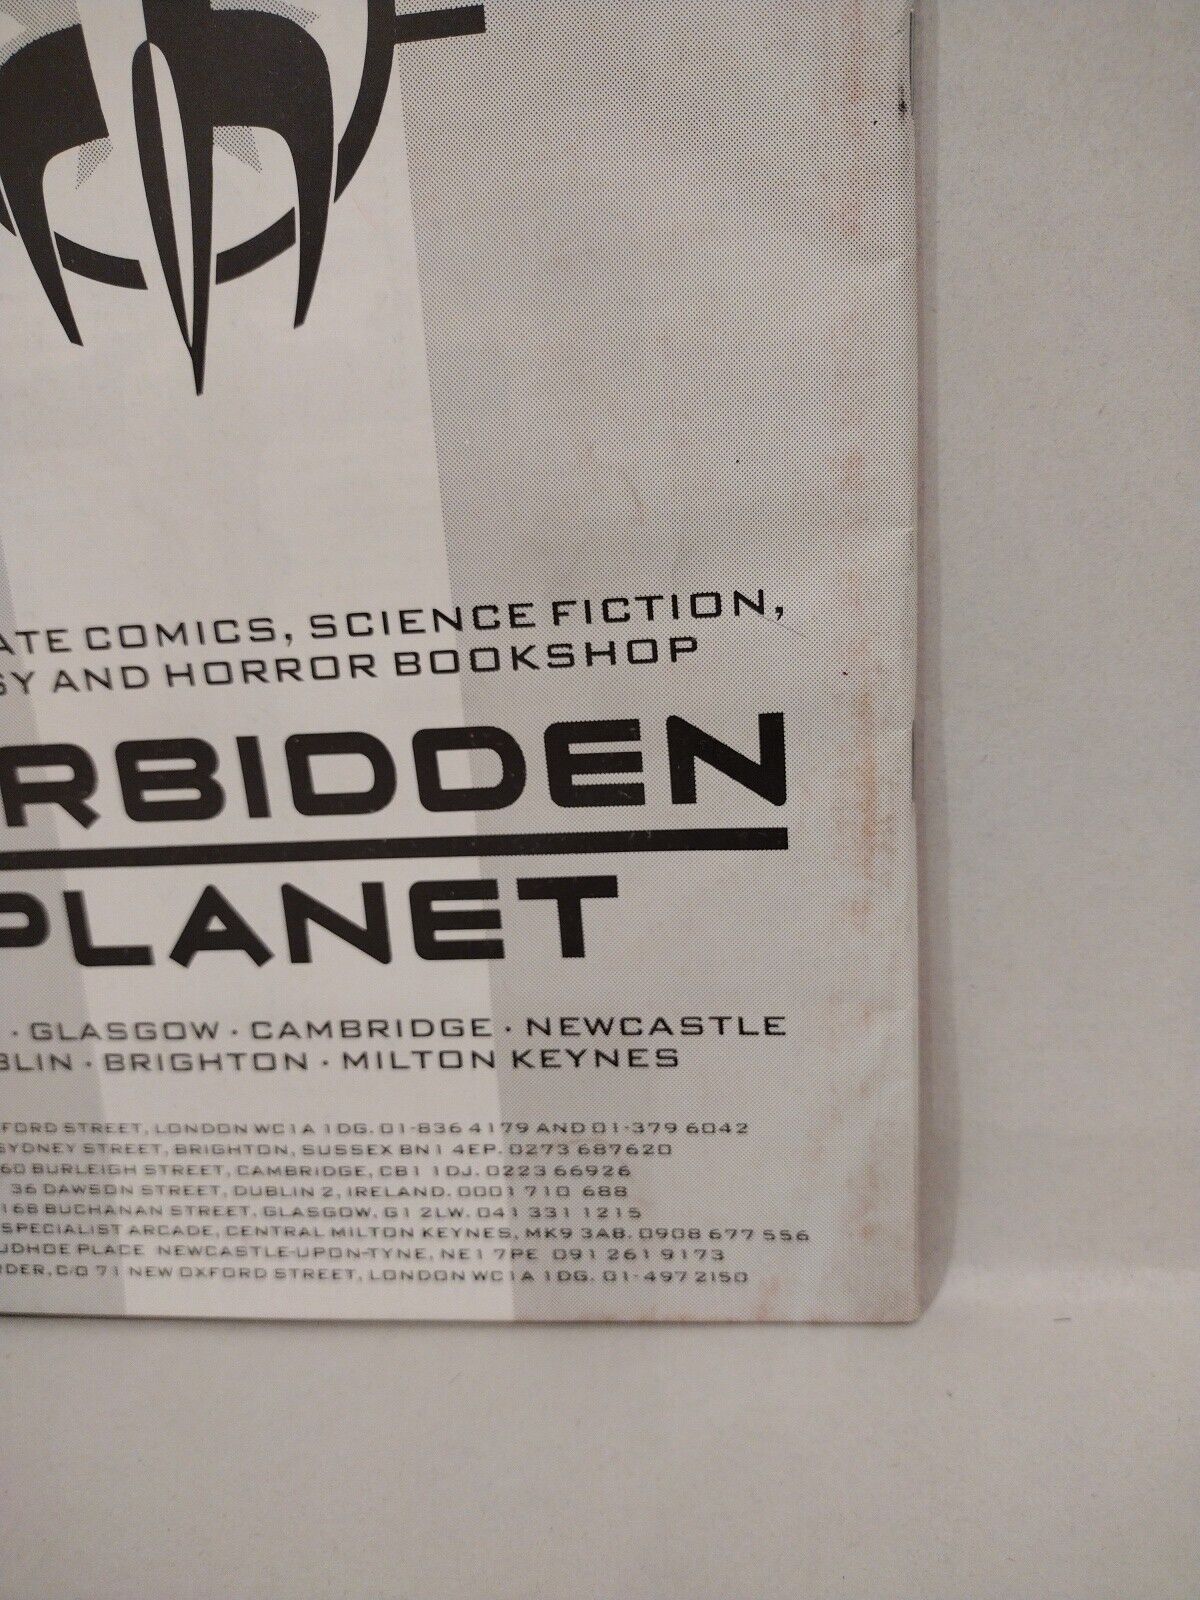 ATE COMICS, SCIENCE FICTION,
SY AND HORROR BOOKSHOP
RBIDDEN
PLANET
· GLASGOW · CAMBRIDGE · NEWCASTLE
BLIN · BRIGHTON · MILTON KEYNES
FORD STREET, LONDON WC1A 1DG. 01-836 4179 AND 01-379 6042
SYDNEY STREET, BRIGHTON, SUSSEX BN1 4EP. 0273 687620
60 BURLEIGH STREET, CAMBRIDGE, CB1 1DJ. 0223 66926
36 DAWSON STREET, DUBLIN 2, IRELAND. 0001 710 688
168 BUCHANAN STREET, GLASGOW, G1 2LW. 041 331 1215
SPECIALIST ARCADE, CENTRAL MILTON KEYNES, MK9 3AB. 0908 677 556
UDHOE PLACE NEWCASTLE-UPON-TYNE, NE1 7PE 091 261 9173
RDER, C/O 71 NEW OXFORD STREET, LONDON WC1A 1DG. 01-497 2150